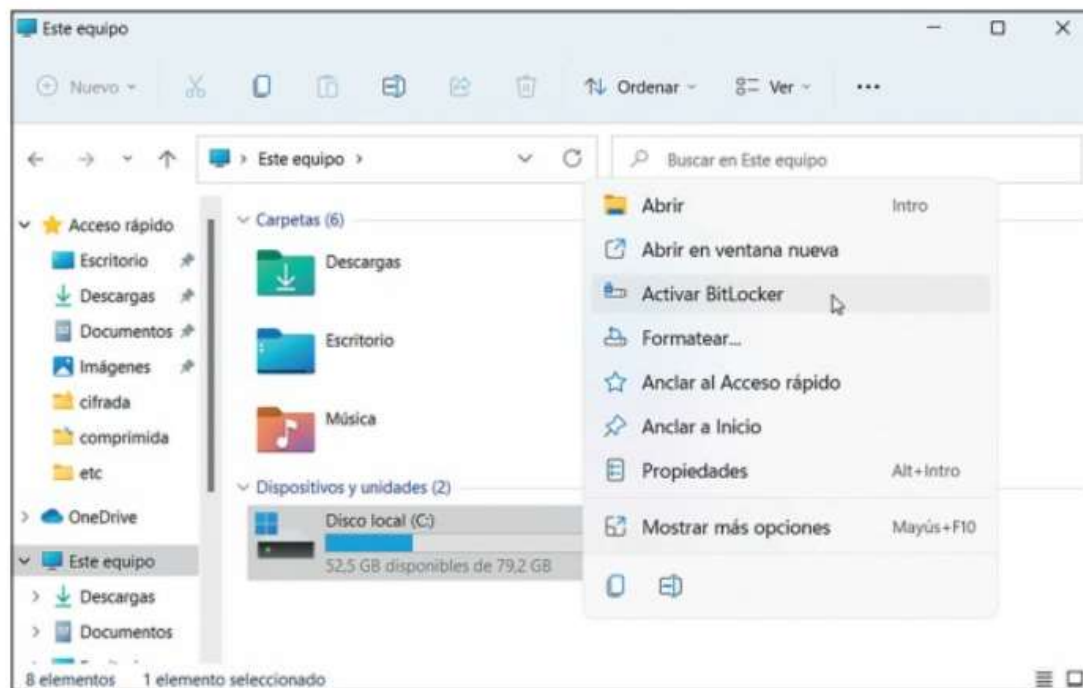 Este equipo
Nuevo
Ordenar
Ver
Este equipo
Buscar en Este equipo
Acceso rápido
Escritorio
Descargas
Documentos
Imágenes
cifrada
comprimida
etc
OneDrive
Este equipo
Descargas
Documentos
Carpetas (6)
Descargas
Escritorio
Música
Dispositivos y unidades (2)
Disco local (C:)
52,5 GB disponibles de 79,2 GB
Abrir Intro
Abrir en ventana nueva
Activar BitLocker
Formatear...
Anclar al Acceso rápido
Anclar a Inicio
Propiedades Alt+Intro
Mostrar más opciones Mayús+F10
8 elementos 1 elemento seleccionado